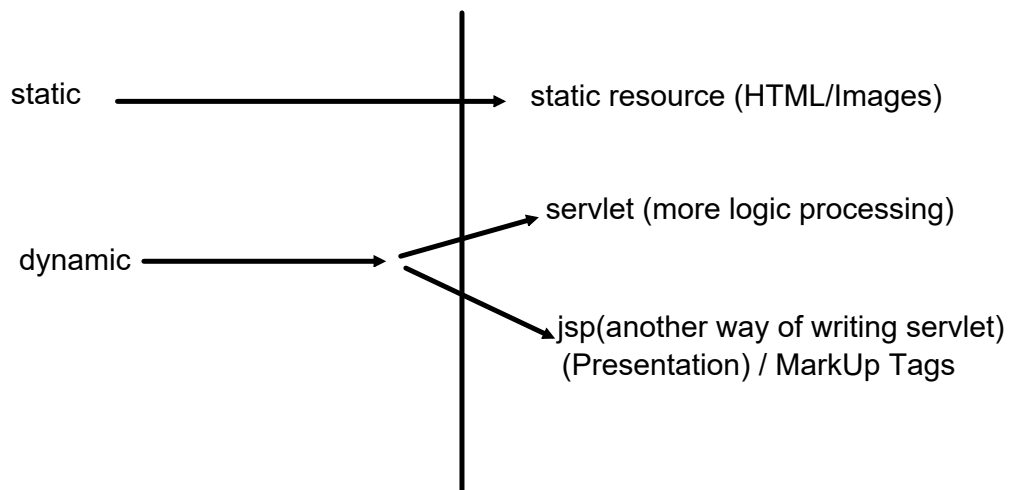 static
static resource (HTML/Images)
servlet (more logic processing)
dynamic
jsp(another way of writing servlet)
(Presentation) / MarkUp Tags